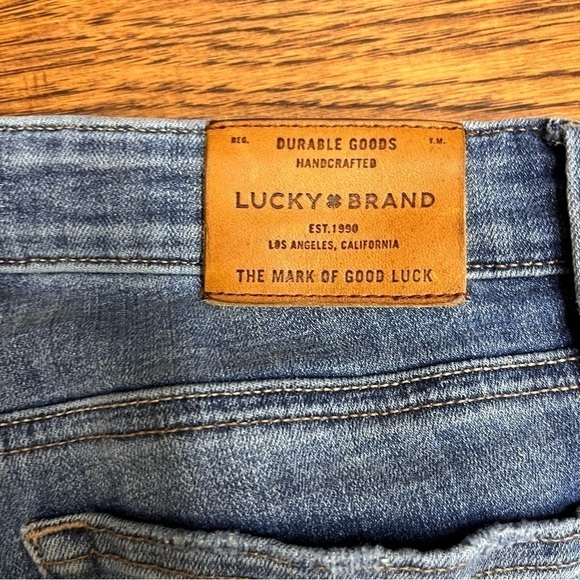 REG. DURABLE GOODS T.M.
HANDCRAFTED
LUCKY BRAND
EST.1990
LOS ANGELES, CALIFORNIA
THE MARK OF GOOD LUCK